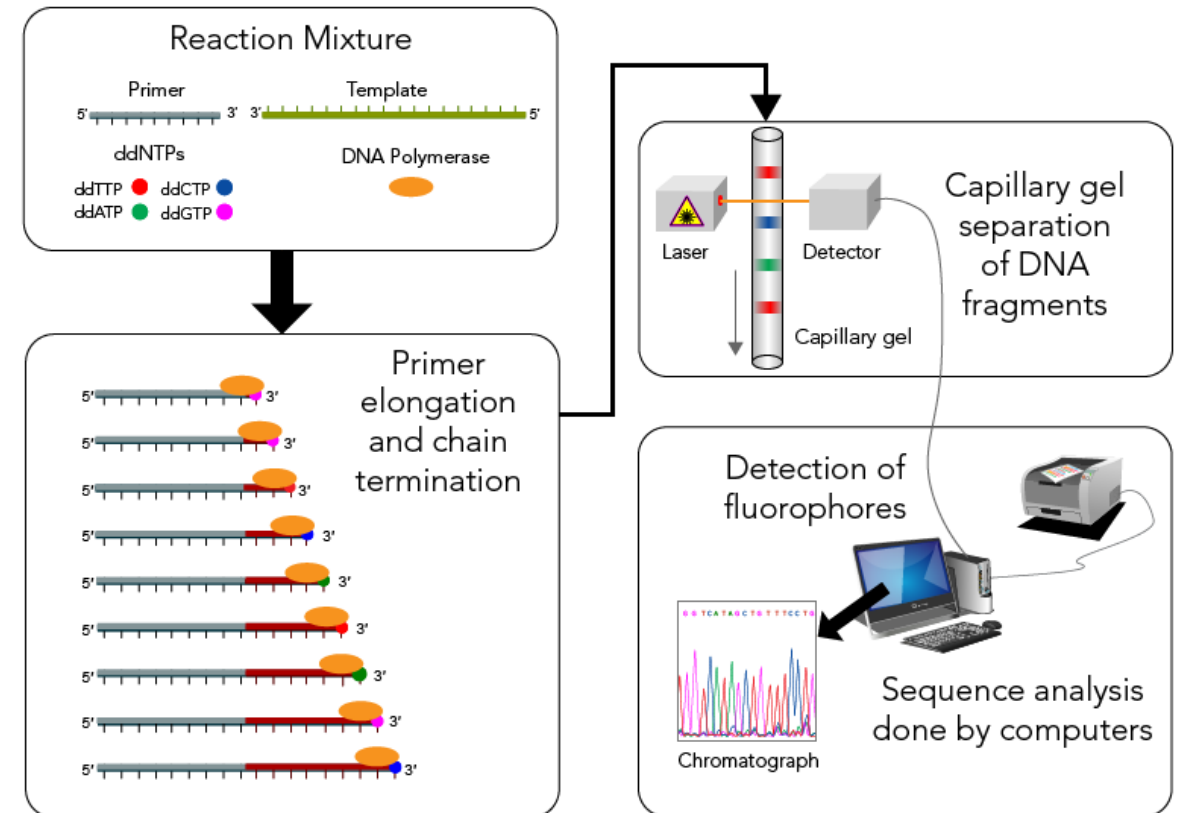 Reaction Mixture
Primer
Template
5′
3′
3′
5′
ddNTPs
DNA Polymerase
ddTTP
ddCTP
ddATP
ddGTP
Primer
elongation
and chain
termination
5′
3′
5′
3′
5′
3′
5′
3′
5′
3′
5′
3′
5′
3′
5′
3′
5′
3′
Capillary gel
separation
of DNA
fragments
Laser
Detector
Capillary gel
Detection of
fluorophores
G G T C A T A G C T G T T T C C T G
Chromatograph
Sequence analysis
done by computers